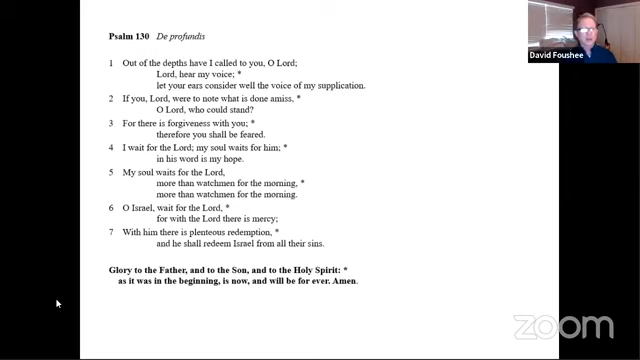 Psalm 130 De profundis
1 Out of the depths have I called to you, O Lord;
Lord, hear my voice; *
let your ears consider well the voice of my supplication.
2 If you, Lord, were to note what is done amiss, *
O Lord, who could stand?
3 For there is forgiveness with you; *
therefore you shall be feared.
4 I wait for the Lord; my soul waits for him; *
in his word is my hope.
5 My soul waits for the Lord,
more than watchmen for the morning, *
more than watchmen for the morning.
6 O Israel, wait for the Lord, *
for with the Lord there is mercy;
7 With him there is plenteous redemption, *
and he shall redeem Israel from all their sins.
Glory to the Father, and to the Son, and to the Holy Spirit: *
as it was in the beginning, is now, and will be for ever. Amen.
David Foushee
zoom